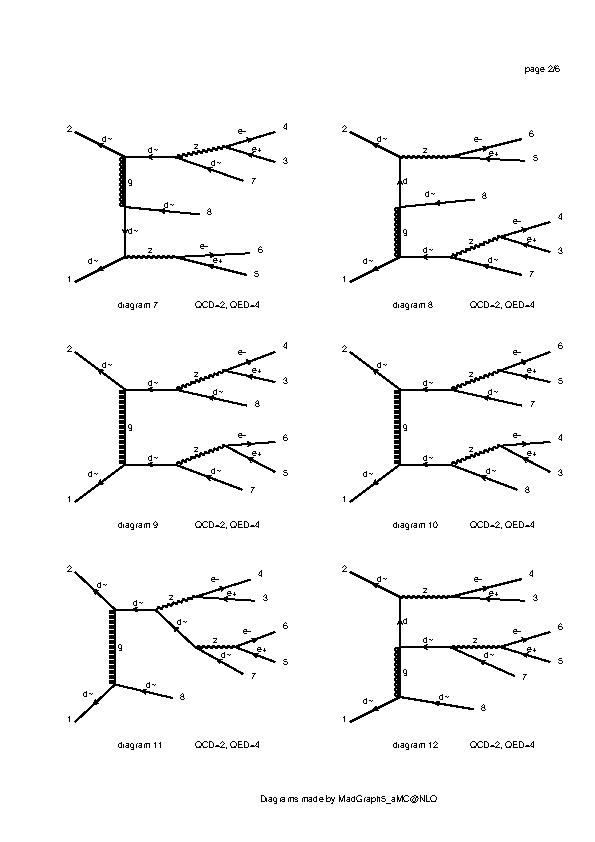 page 2/6
2 d~ d~ z e- 4
e+ 3
d~ 7
g
d~ 8
d~
z e- 6
e+ 5
d~
1
diagram 7 QCD=2, QED=4
2 d~ z e- 6
e+ 5
d
d~ 8
g
e- 4
z e+ 3
d~ d~ d~ 7
1
diagram 8 QCD=2, QED=4
2 d~ d~ z e- 4
e+ 3
d~ 8
g
e- 6
d~ d~ z e+ 5
d~ 7
1
diagram 9 QCD=2, QED=4
2 d~ d~ z e- 6
e+ 5
d~ 7
g
e- 4
d~ d~ z e+ 3
d~ 8
1
diagram 10 QCD=2, QED=4
2 d~ d~ z e- 4
e+ 3
d~
g z e- 6
e+ 5
d~ 7
d~ d~ 8
1
diagram 11 QCD=2, QED=4
2 d~ z e- 4
e+ 3
d
d~ z e- 6
e+ 5
g d~ 7
d~ d~ 8
1
diagram 12 QCD=2, QED=4
Diagrams made by MadGraph5_aMC@NLO